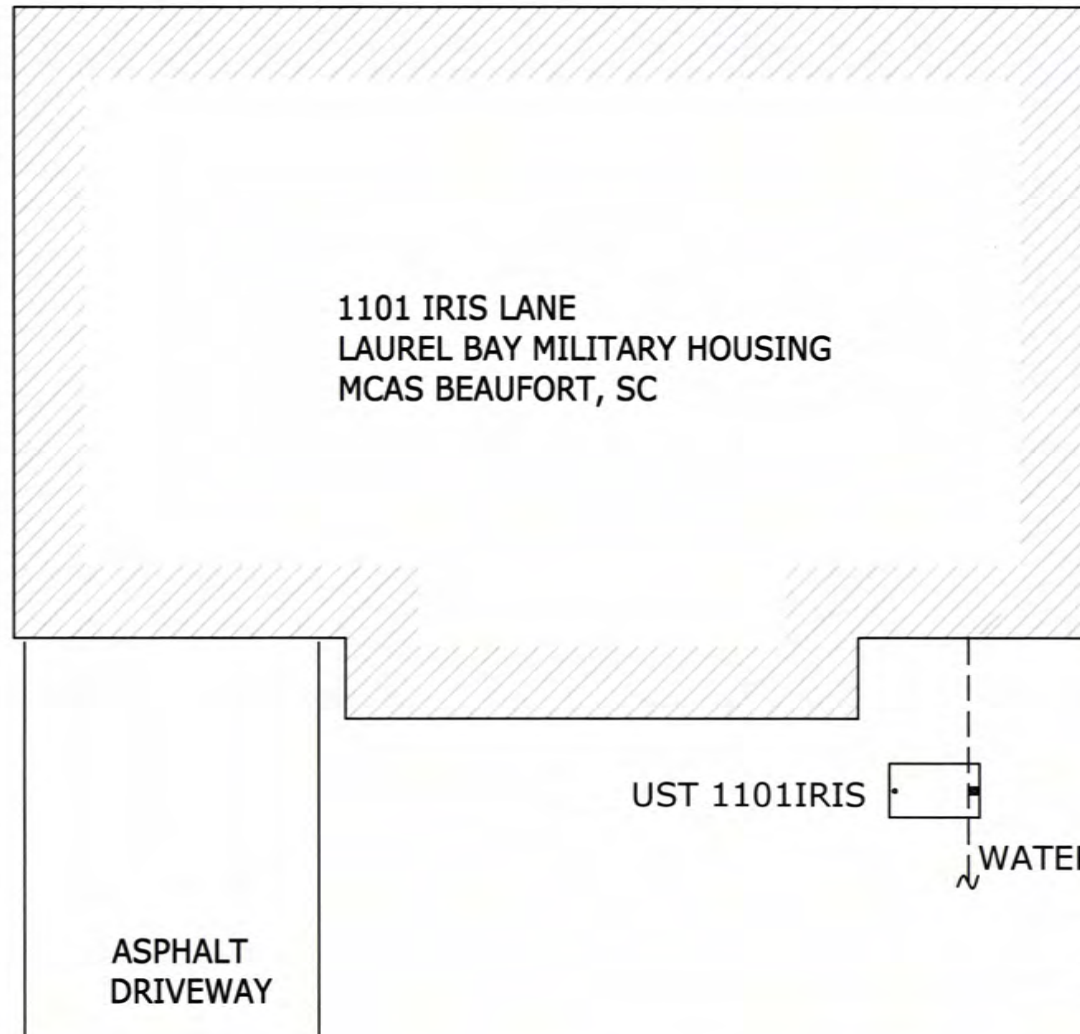 1101 IRIS LANE
LAUREL BAY MILITARY HOUSING
MCAS BEAUFORT, SC
UST 1101IRIS
ASPHALT
DRIVEWAY